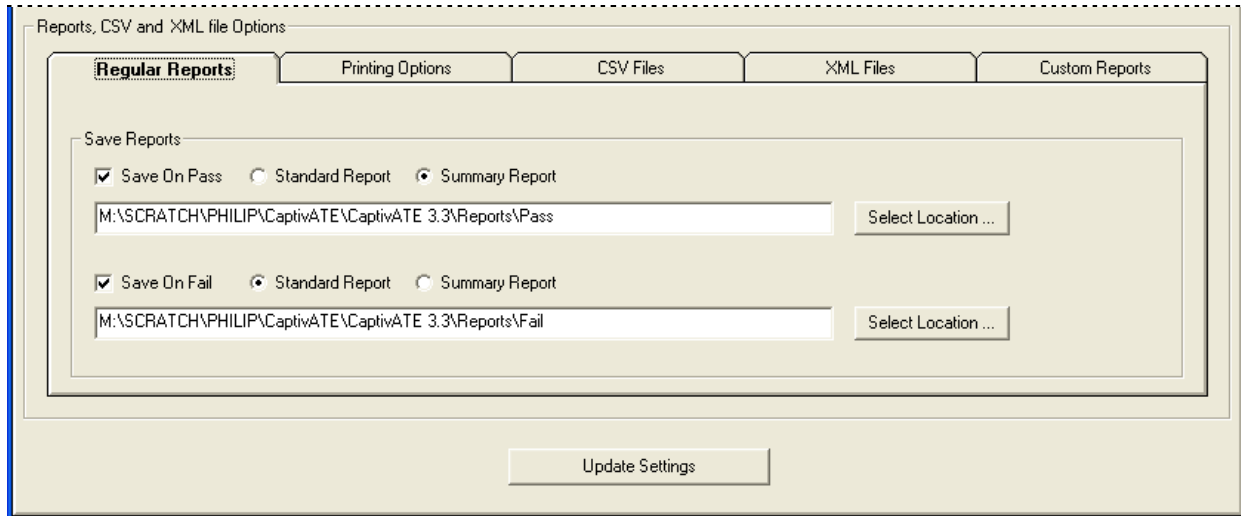 Reports, CSV and XML file Options
Regular Reports Printing Options CSV Files XML Files Custom Reports
Save Reports
Save On Pass Standard Report Summary Report
M:\SCRATCH\PHILIP\CaptivATE\CaptivATE 3.3\Reports\Pass Select Location ...
Save On Fail Standard Report Summary Report
M:\SCRATCH\PHILIP\CaptivATE\CaptivATE 3.3\Reports\Fail Select Location ...
Update Settings